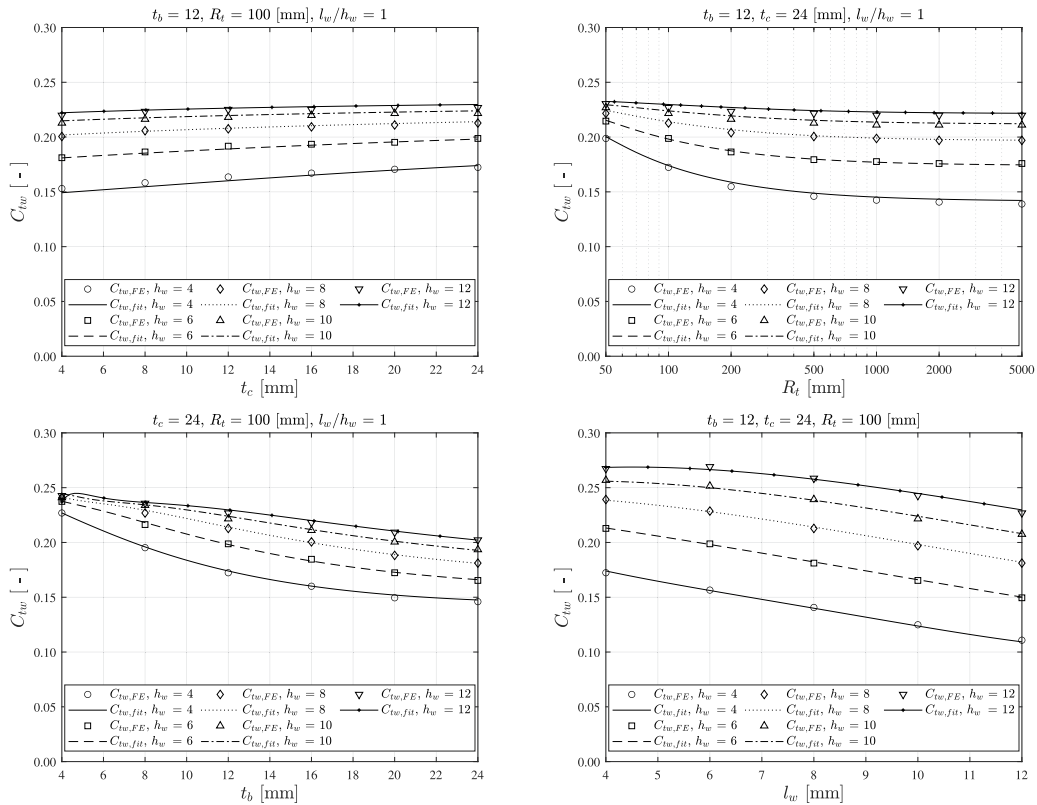 t_b = 12, R_t = 100 [mm], l_w/h_w = 1
0.30
0.25
0.20
0.15
0.10
0.05
0.00
C_tw [ - ]
C_tw,FE, h_w = 4
C_tw,fit, h_w = 4
C_tw,FE, h_w = 6
C_tw,fit, h_w = 6
C_tw,FE, h_w = 8
C_tw,fit, h_w = 8
C_tw,FE, h_w = 10
C_tw,fit, h_w = 10
C_tw,FE, h_w = 12
C_tw,fit, h_w = 12
4 8 12 16 20 24
t_c [mm]
t_b = 12, t_c = 24 [mm], l_w/h_w = 1
0.30
0.25
0.20
0.15
0.10
0.05
0.00
C_tw [ - ]
C_tw,FE, h_w = 4
C_tw,fit, h_w = 4
C_tw,FE, h_w = 6
C_tw,fit, h_w = 6
C_tw,FE, h_w = 8
C_tw,fit, h_w = 8
C_tw,FE, h_w = 10
C_tw,fit, h_w = 10
C_tw,FE, h_w = 12
C_tw,fit, h_w = 12
50 100 200 500 1000 2000 5000
R_t [mm]
t_c = 24, R_t = 100 [mm], l_w/h_w = 1
0.30
0.25
0.20
0.15
0.10
0.05
0.00
C_tw [ - ]
C_tw,FE, h_w = 4
C_tw,fit, h_w = 4
C_tw,FE, h_w = 6
C_tw,fit, h_w = 6
C_tw,FE, h_w = 8
C_tw,fit, h_w = 8
C_tw,FE, h_w = 10
C_tw,fit, h_w = 10
C_tw,FE, h_w = 12
C_tw,fit, h_w = 12
4 8 12 16 20 24
t_b [mm]
t_b = 12, t_c = 24, R_t = 100 [mm]
0.30
0.25
0.20
0.15
0.10
0.05
0.00
C_tw [ - ]
C_tw,FE, h_w = 4
C_tw,fit, h_w = 4
C_tw,FE, h_w = 6
C_tw,fit, h_w = 6
C_tw,FE, h_w = 8
C_tw,fit, h_w = 8
C_tw,FE, h_w = 10
C_tw,fit, h_w = 10
C_tw,FE, h_w = 12
C_tw,fit, h_w = 12
4 5 6 7 8 9 10 11 12
l_w [mm]